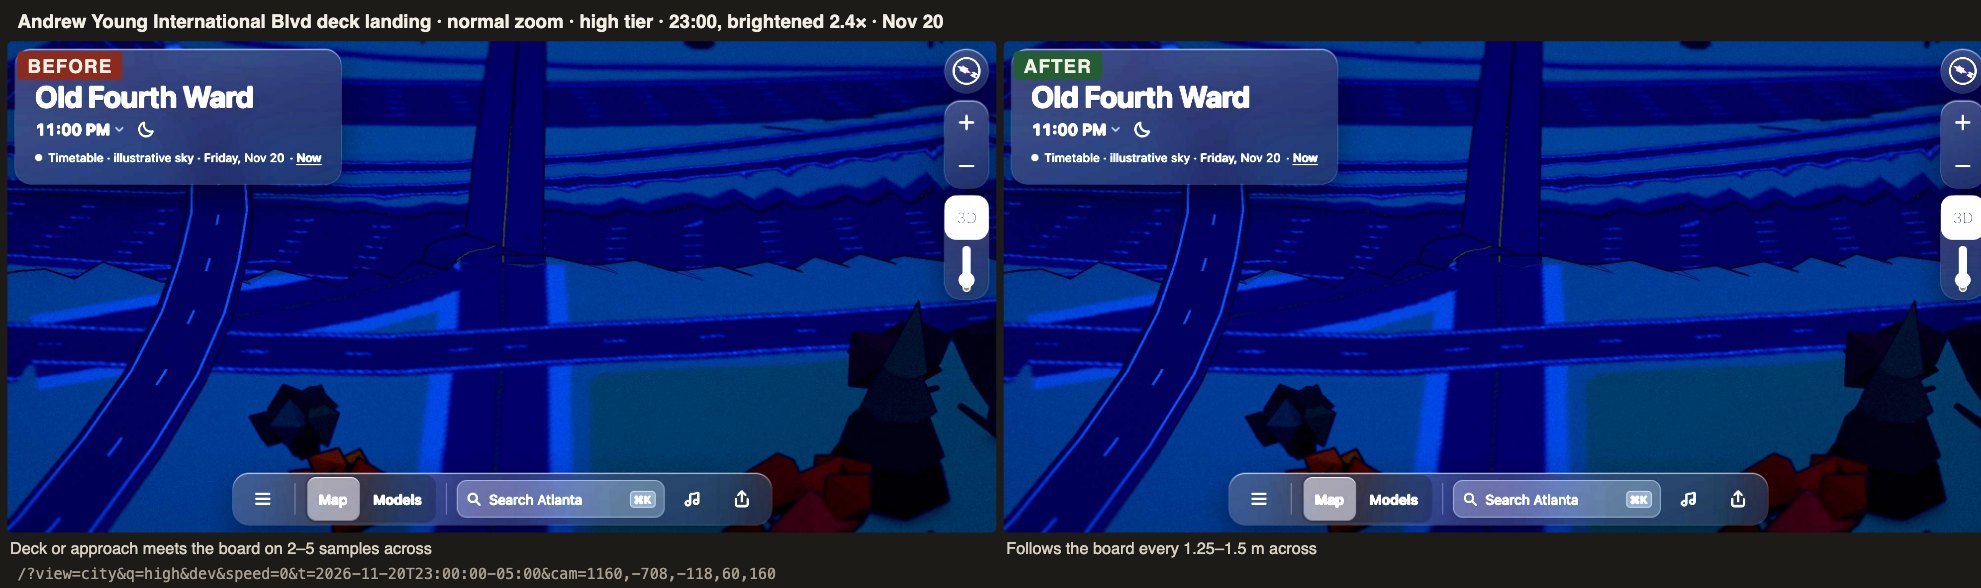 Andrew Young International Blvd deck landing · normal zoom · high tier · 23:00, brightened 2.4× · Nov 20
BEFORE
Old Fourth Ward
11:00 PM
Timetable · illustrative sky · Friday, Nov 20 · Now
+
−
3D
Map Models Search Atlanta ⌘K
AFTER
Old Fourth Ward
11:00 PM
Timetable · illustrative sky · Friday, Nov 20 · Now
+
−
3D
Map Models Search Atlanta ⌘K
Deck or approach meets the board on 2–5 samples across
Follows the board every 1.25–1.5 m across
/?view=city&q=high&dev&speed=0&t=2026-11-20T23:00:00-05:00&cam=1160,-708,-118,60,160